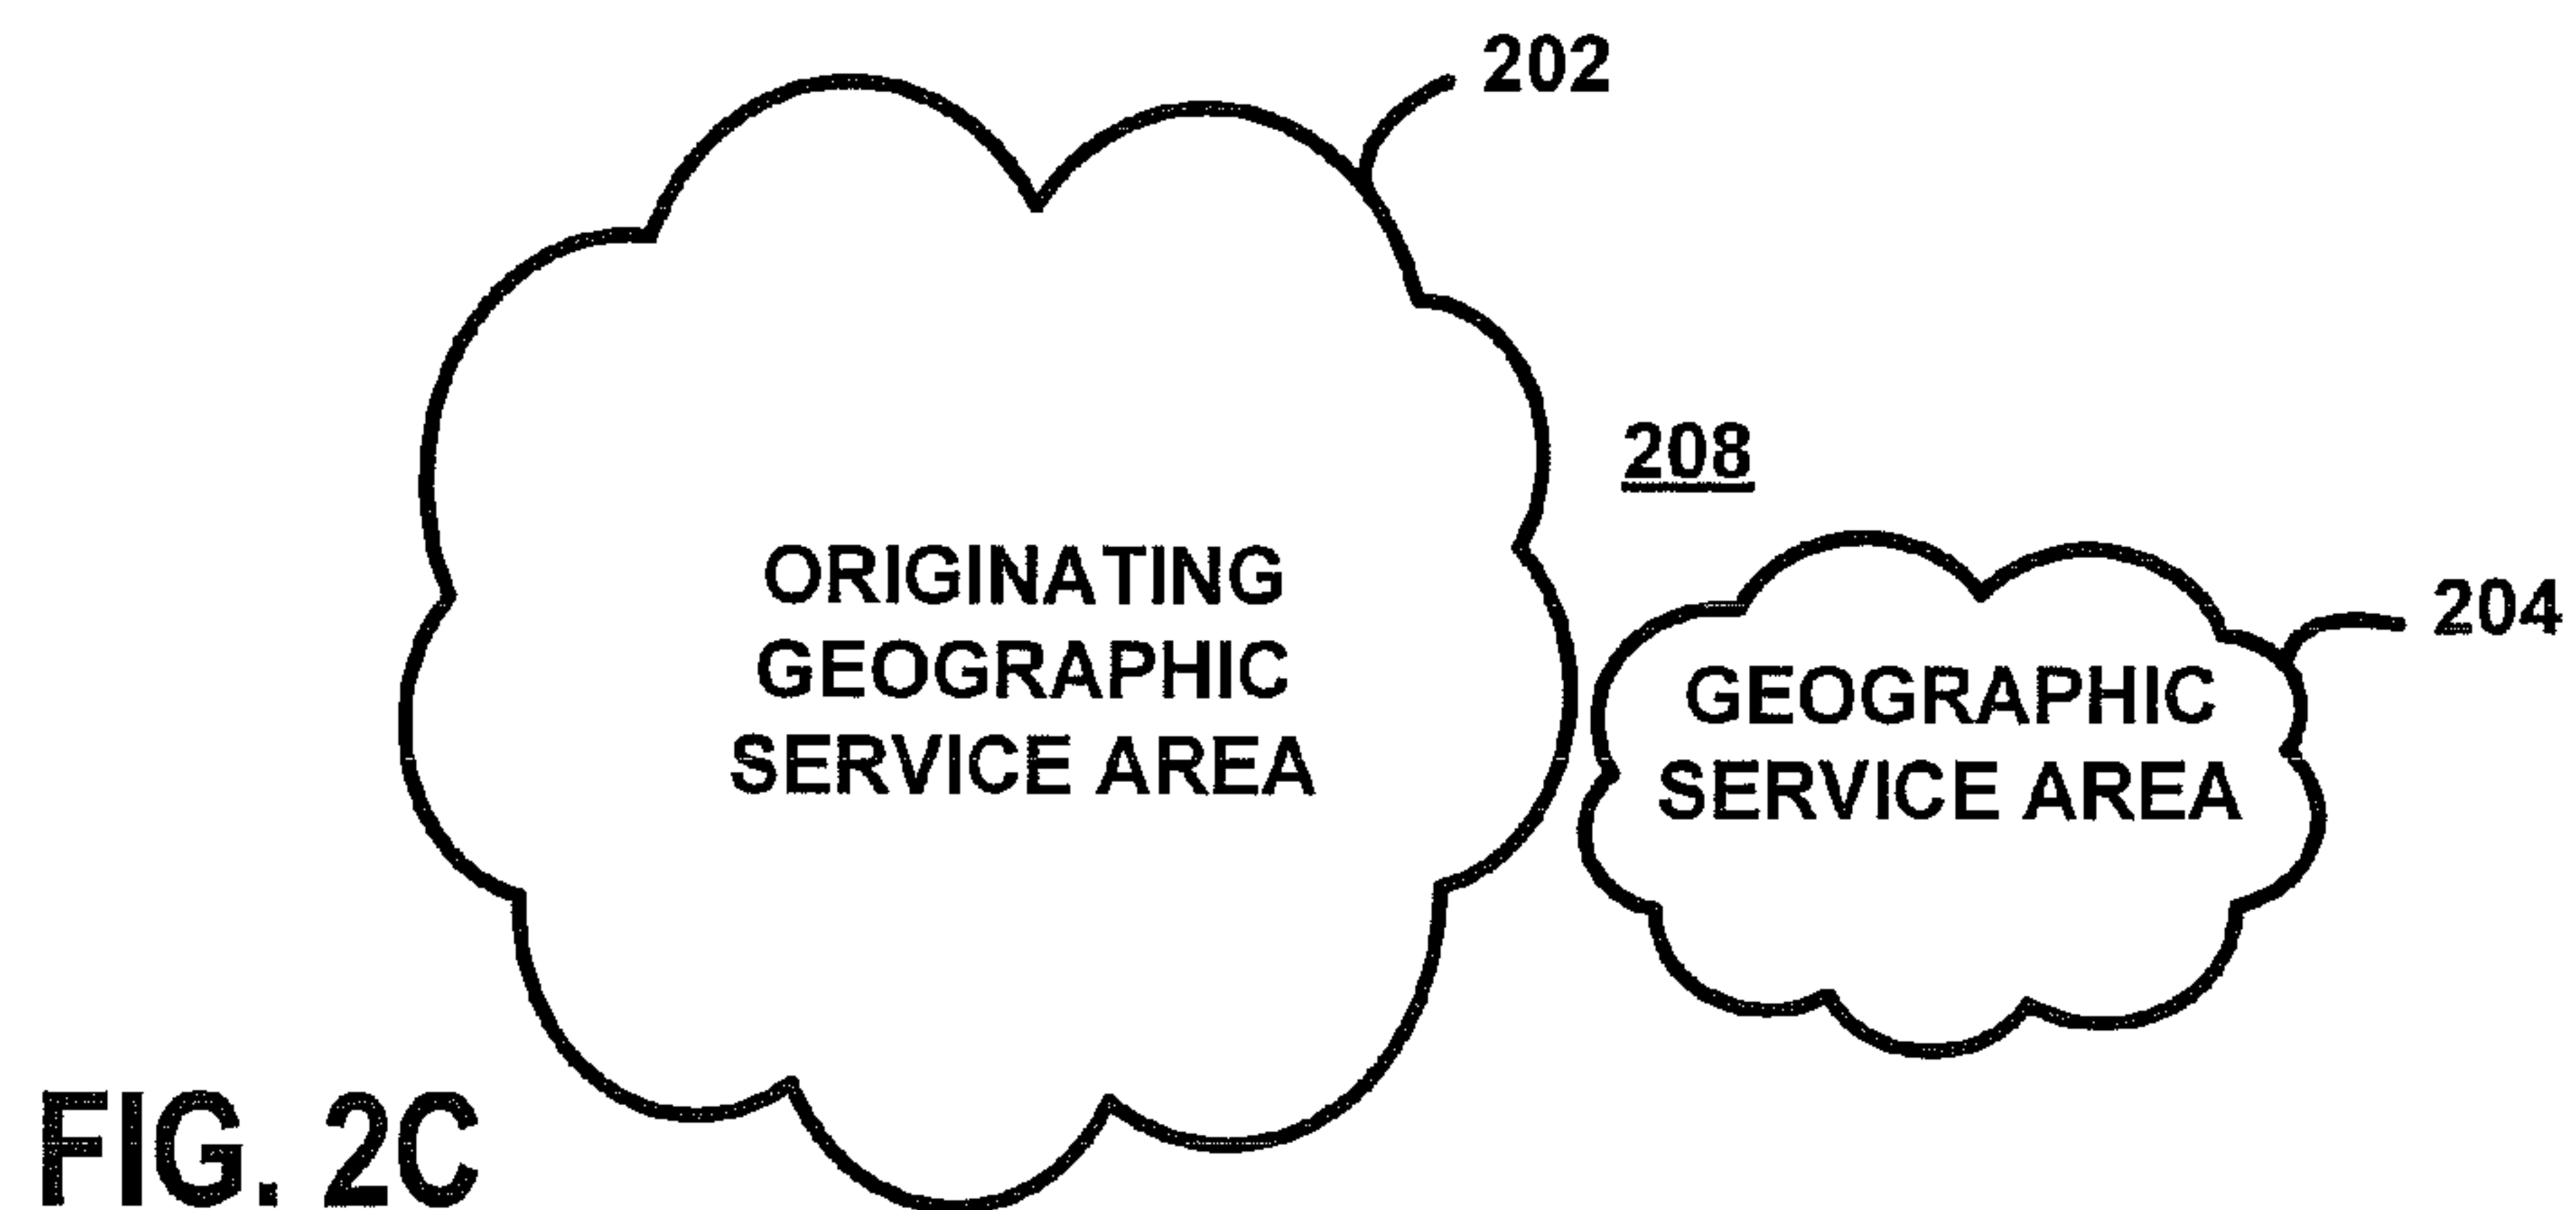 202
208
ORIGINATING
GEOGRAPHIC
SERVICE AREA
204
GEOGRAPHIC
SERVICE AREA
FIG. 2C